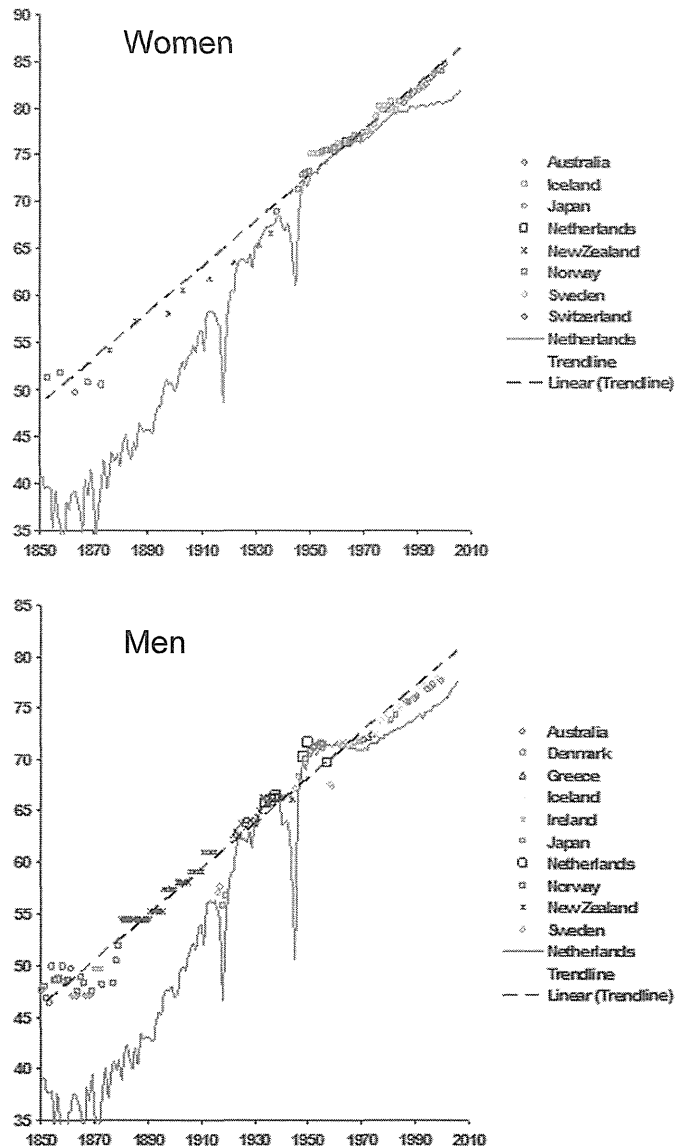 Women
90
85
80
75
70
65
60
55
50
45
40
35
1850 1870 1890 1910 1930 1950 1970 1990 2010
Australia
Iceland
Japan
Netherlands
NewZealand
Norway
Sweden
Switzerland
Netherlands
Trendline
Linear (Trendline)
Men
85
80
75
70
65
60
55
50
45
40
35
1850 1870 1890 1910 1930 1950 1970 1990 2010
Australia
Denmark
Greece
Iceland
Ireland
Japan
Netherlands
Norway
NewZealand
Sweden
Netherlands
Trendline
Linear (Trendline)